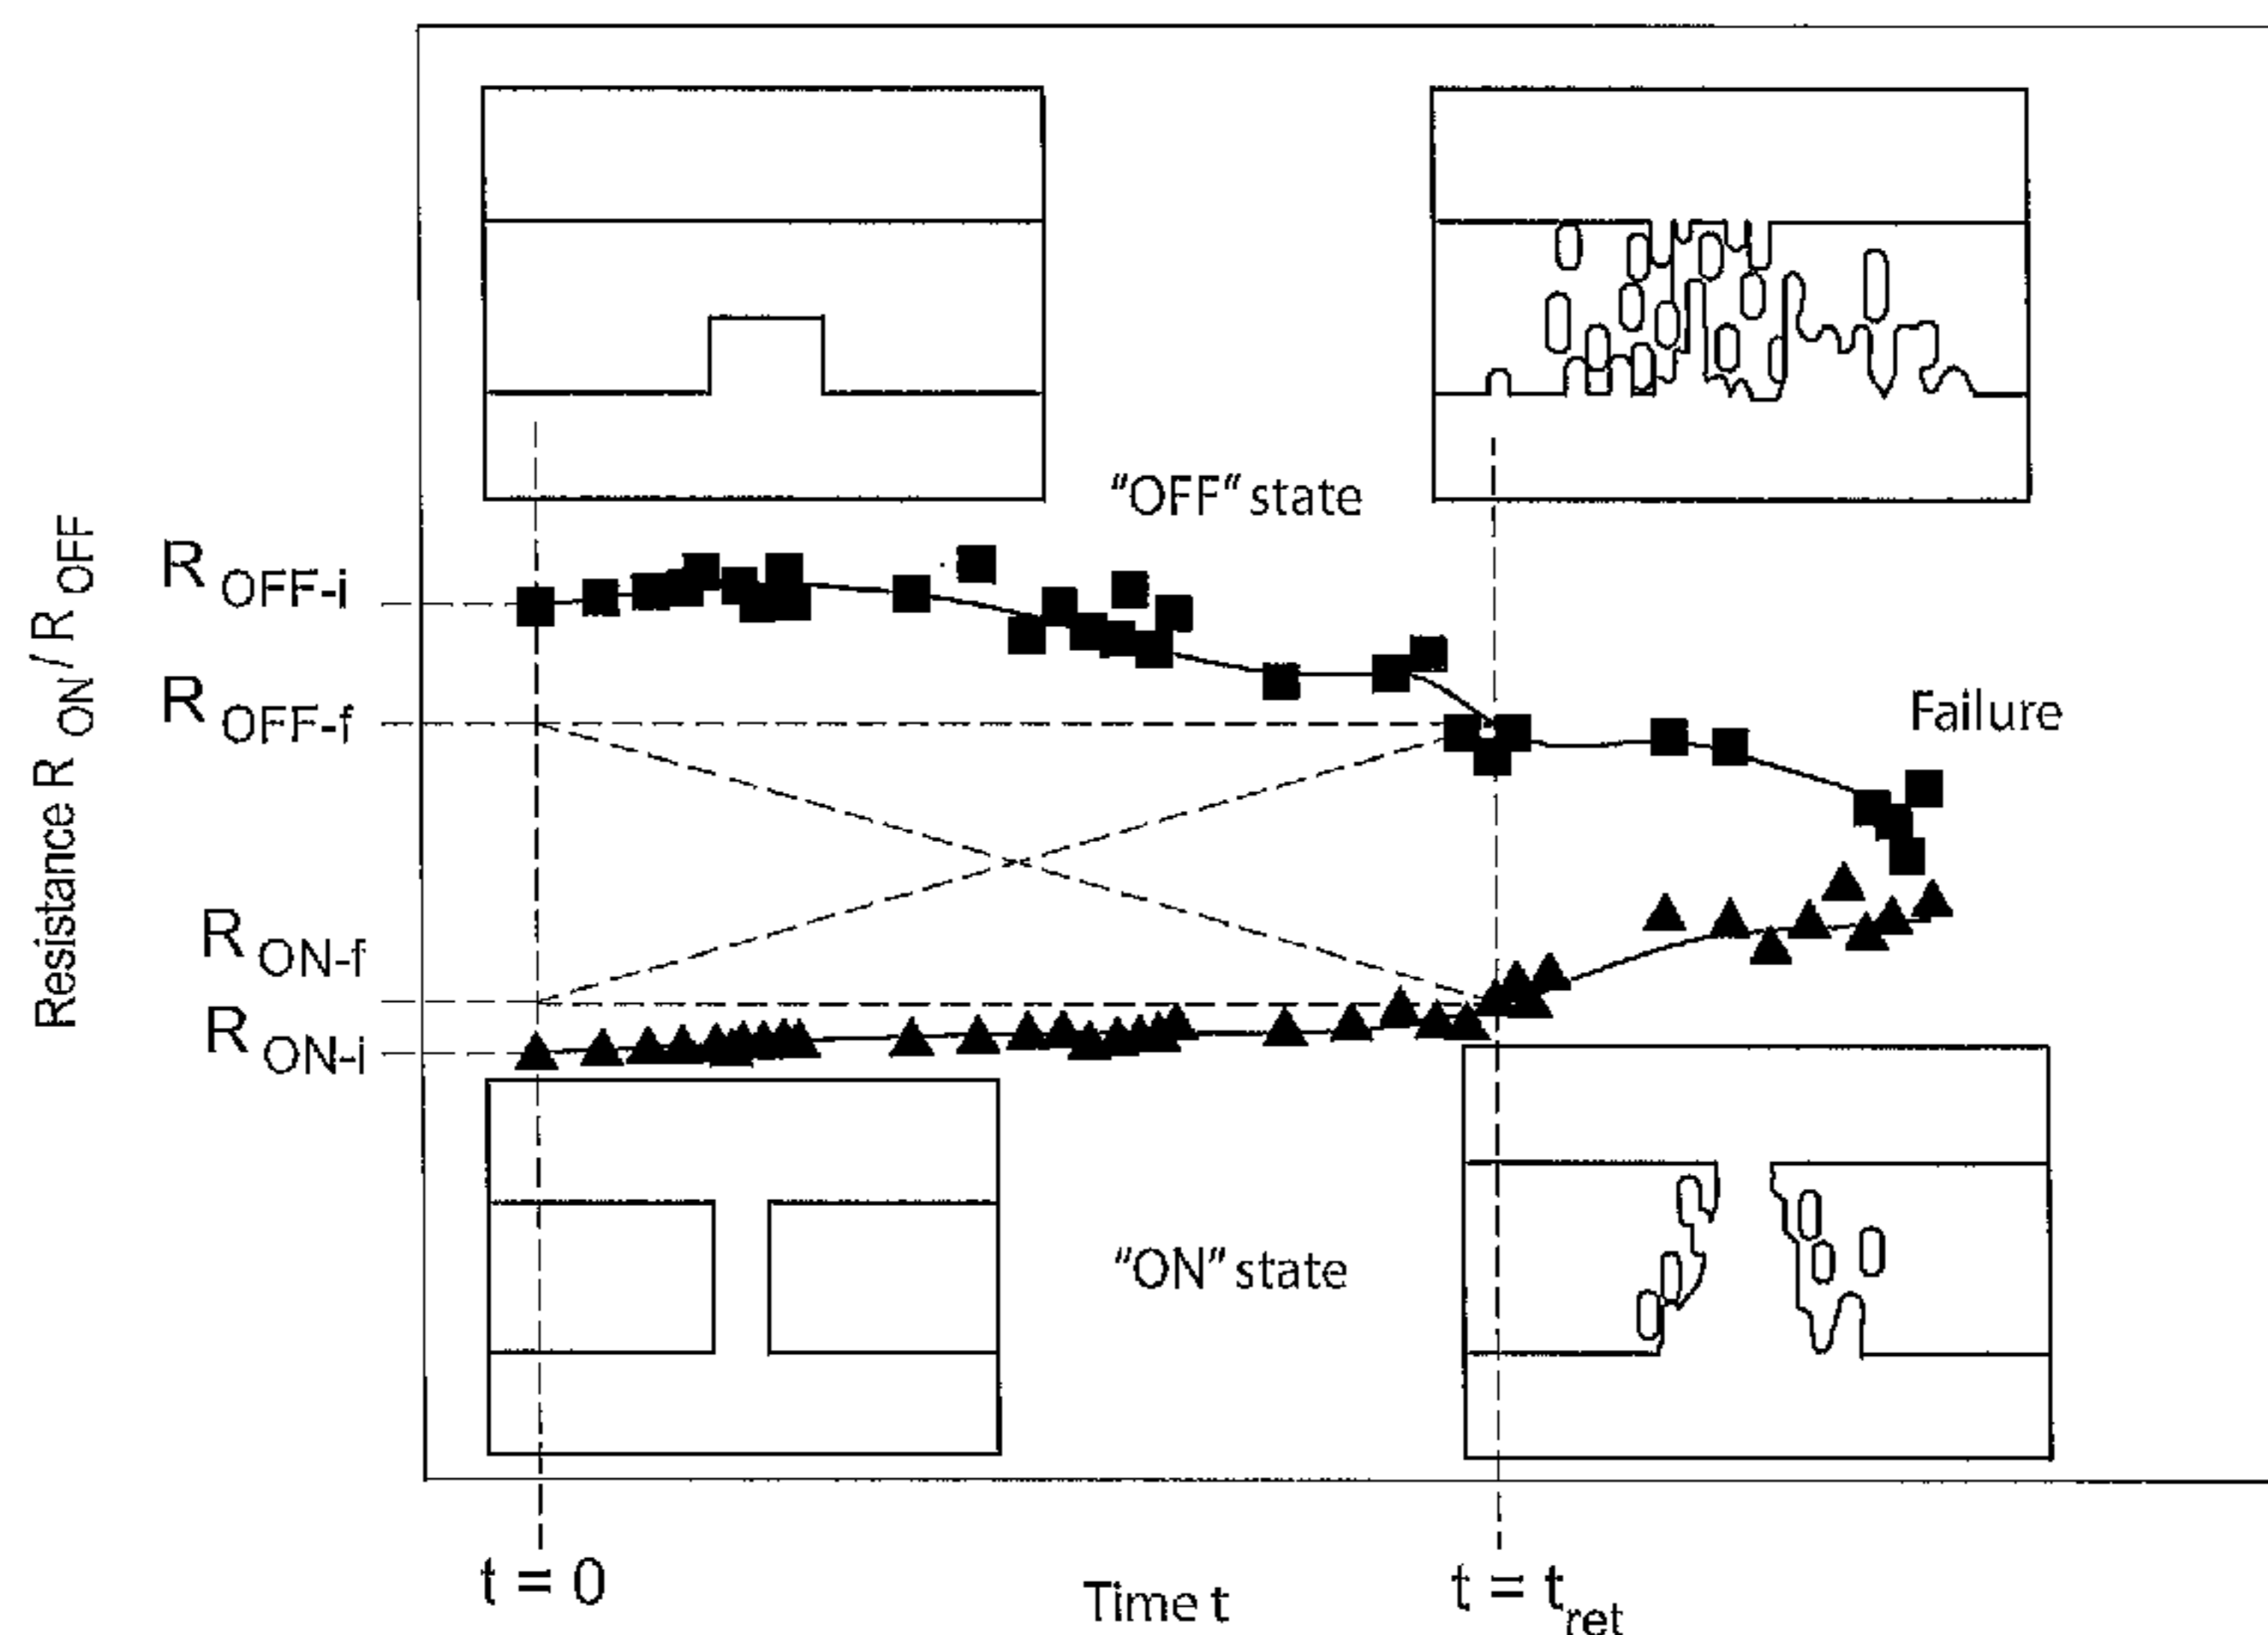 "OFF" state
Resistance R ON / R OFF
R OFF-i
R OFF-f
Failure
R ON-f
R ON-i
"ON" state
t = 0
Time t
t = t ret